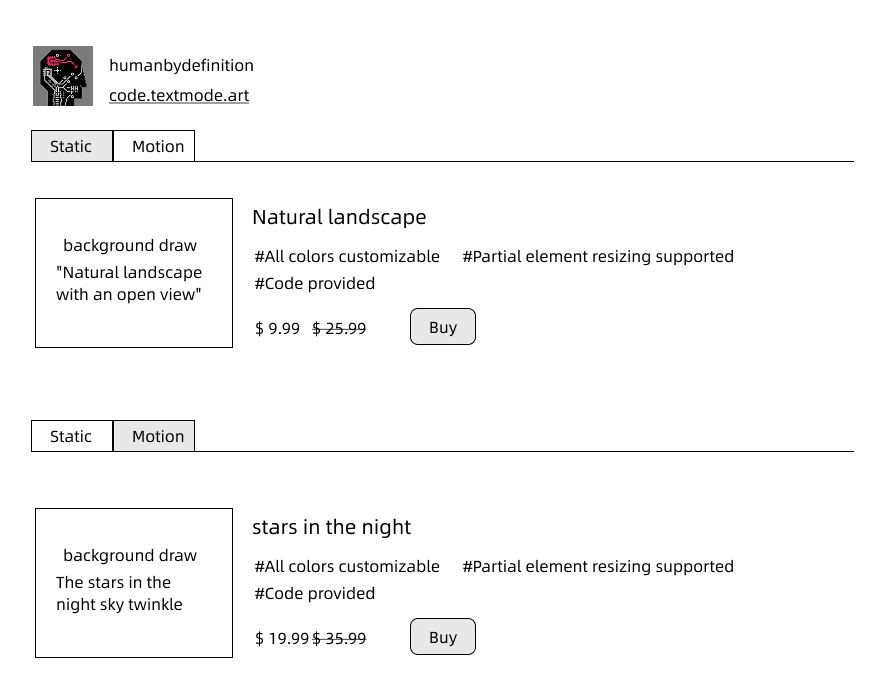 humanbydefinition
code.textmode.art
Static Motion
Natural landscape
background draw
"Natural landscape
with an open view"
#All colors customizable #Partial element resizing supported
#Code provided
$ 9.99 $ 25.99 Buy
Static Motion
stars in the night
background draw
The stars in the
night sky twinkle
#All colors customizable #Partial element resizing supported
#Code provided
$ 19.99 $ 35.99 Buy